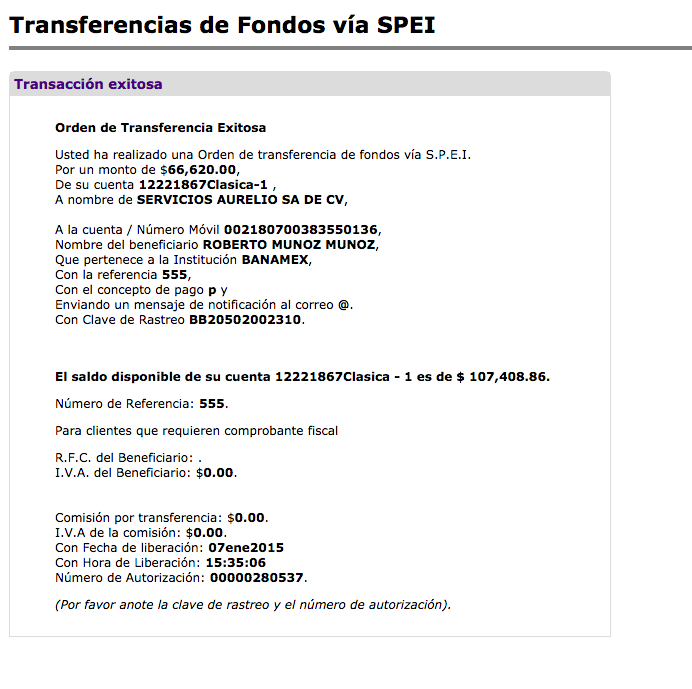 Transferencias de Fondos vía SPEI
Transacción exitosa
Orden de Transferencia Exitosa
Usted ha realizado una Orden de transferencia de fondos vía S.P.E.I.
Por un monto de $66,620.00,
De su cuenta 12221867Clasica-1 ,
A nombre de SERVICIOS AURELIO SA DE CV,
A la cuenta / Número Móvil 002180700383550136,
Nombre del beneficiario ROBERTO MUNOZ MUNOZ,
Que pertenece a la Institución BANAMEX,
Con la referencia 555,
Con el concepto de pago p y
Enviando un mensaje de notificación al correo @.
Con Clave de Rastreo BB20502002310.
El saldo disponible de su cuenta 12221867Clasica - 1 es de $ 107,408.86.
Número de Referencia: 555.
Para clientes que requieren comprobante fiscal
R.F.C. del Beneficiario: .
I.V.A. del Beneficiario: $0.00.
Comisión por transferencia: $0.00.
I.V.A de la comisión: $0.00.
Con Fecha de liberación: 07ene2015
Con Hora de Liberación: 15:35:06
Número de Autorización: 00000280537.
(Por favor anote la clave de rastreo y el número de autorización).